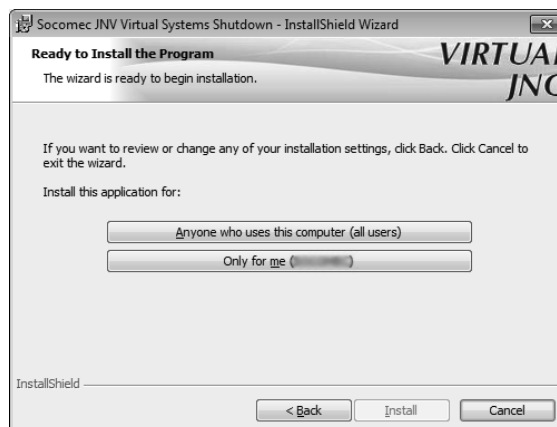 Socomec JNV Virtual Systems Shutdown - InstallShield Wizard
Ready to Install the Program
The wizard is ready to begin installation.
VIRTUAL
JNC
If you want to review or change any of your installation settings, click Back. Click Cancel to
exit the wizard.
Install this application for:
Anyone who uses this computer (all users)
Only for me ( )
InstallShield
< Back Install Cancel